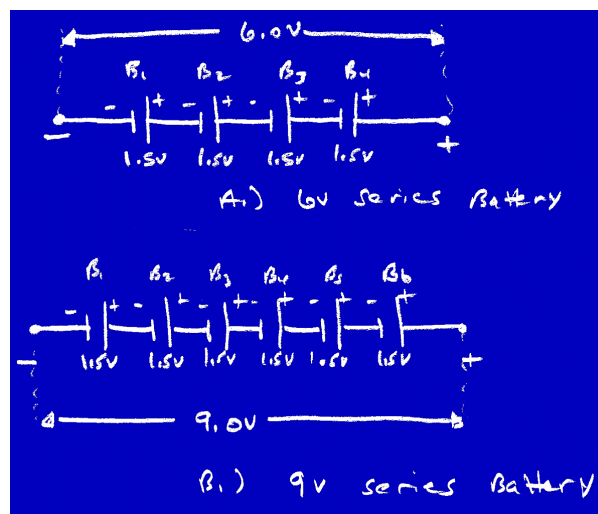 6.0V
B1 B2 B3 B4
- + - + - + - +
- +
1.5V 1.5V 1.5V 1.5V
A.) 6V series Battery
B1 B2 B3 B4 B5 B6
- + - + - + - + - + - +
- +
1.5V 1.5V 1.5V 1.5V 1.5V 1.5V
9.0V
B.) 9V series Battery